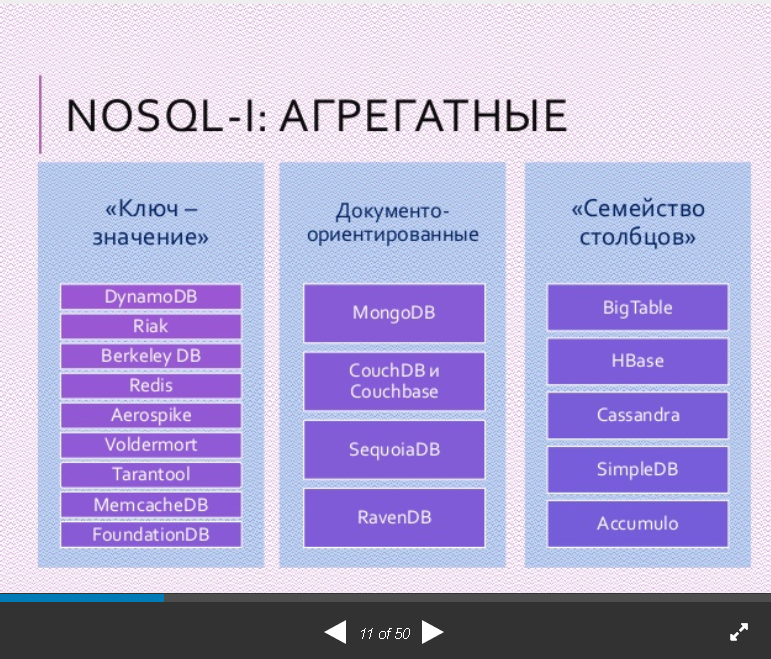 NOSQL-I: АГРЕГАТНЫЕ
«Ключ –
значение»
DynamoDB
Riak
Berkeley DB
Redis
Aerospike
Voldermort
Tarantool
MemcacheDB
FoundationDB
Документо-
ориентированные
MongoDB
CouchDB и
Couchbase
SequoiaDB
RavenDB
«Семейство
столбцов»
BigTable
HBase
Cassandra
SimpleDB
Accumulo
11 of 50